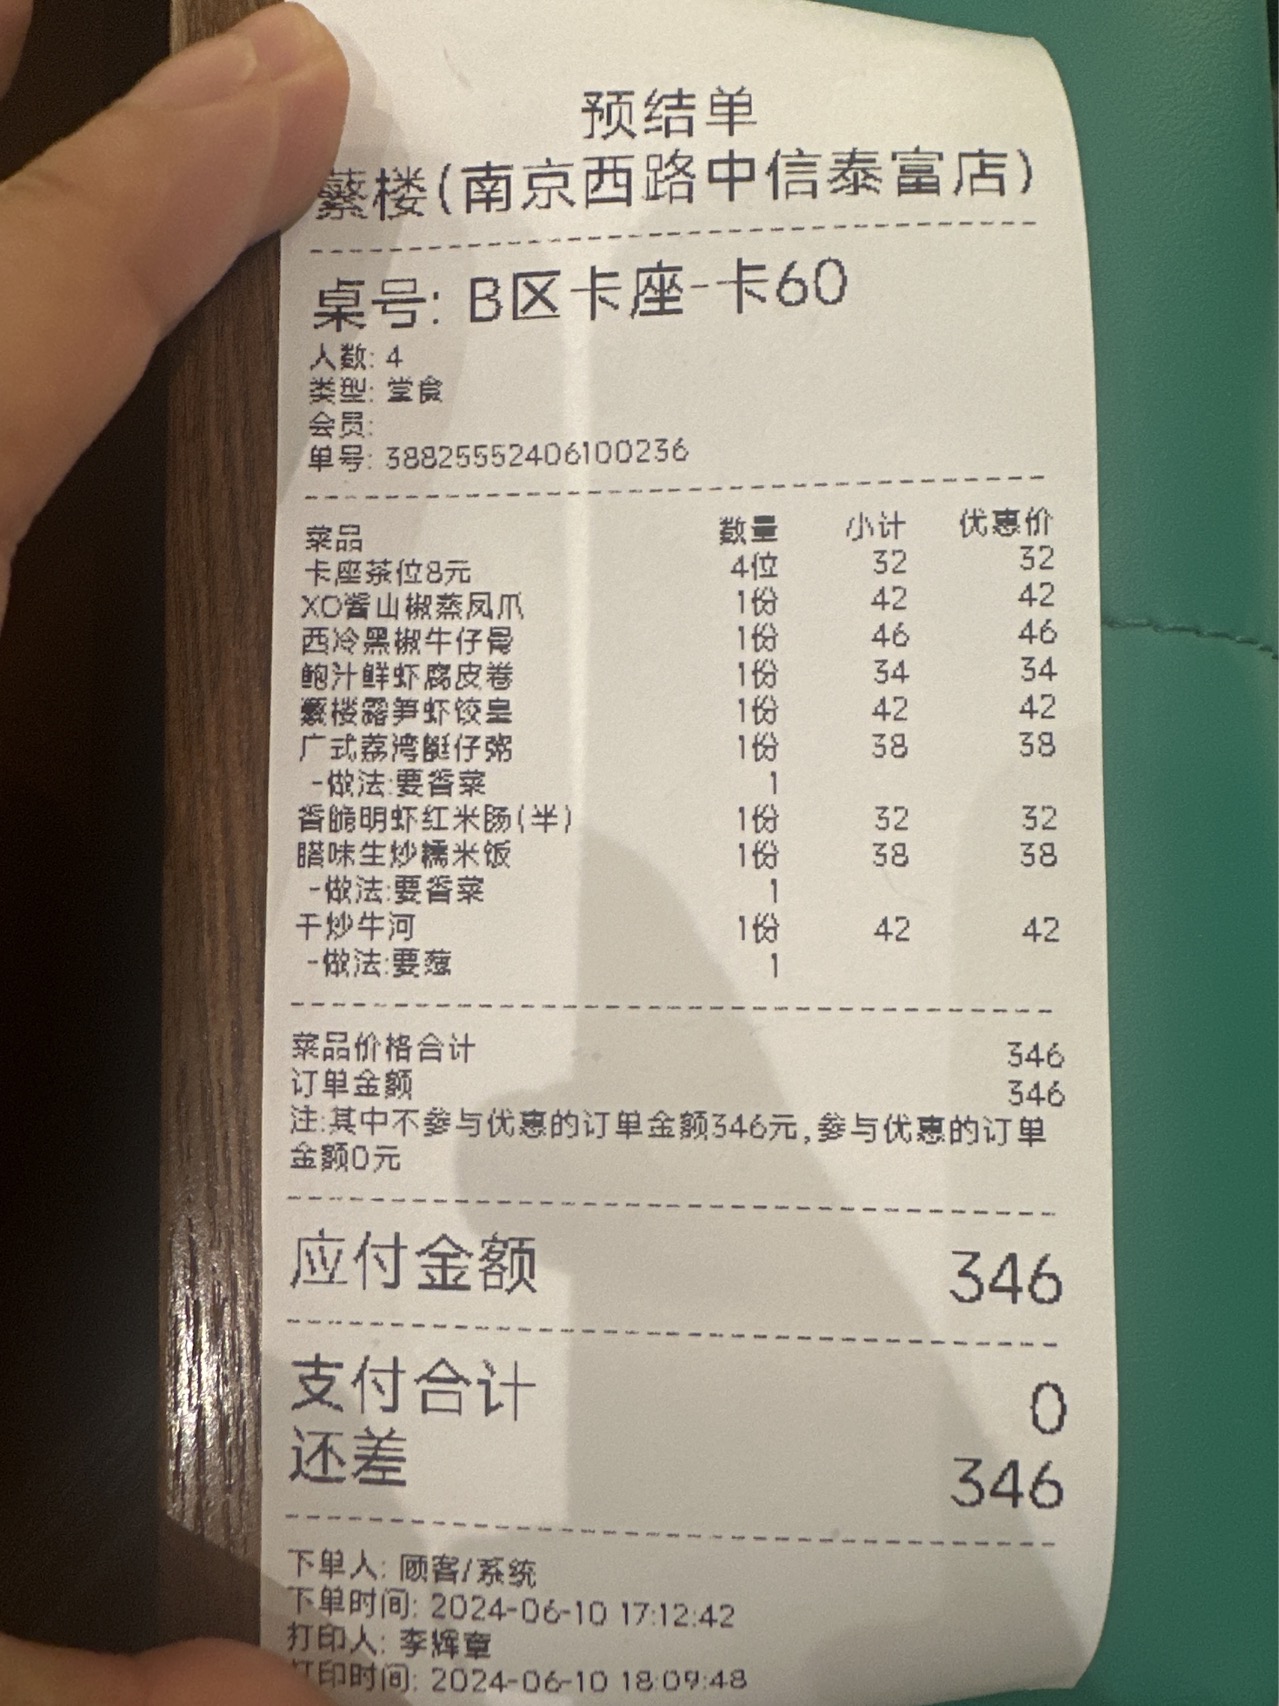 预结单
蘩楼(南京西路中信泰富店)
桌号: B区卡座-卡60
人数: 4
类型: 堂食
会员:
单号: 38825552406100236
菜品 数量 小计 优惠价
卡座茶位8元 4位 32 32
XO酱山椒蒸凤爪 1份 42 42
西冷黑椒牛仔骨 1份 46 46
鲍汁鲜虾腐皮卷 1份 34 34
蘩楼露笋虾饺皇 1份 42 42
广式荔湾艇仔粥 1份 38 38
-做法:要香菜 1
香脆明虾红米肠(半) 1份 32 32
腊味生炒糯米饭 1份 38 38
-做法:要香菜 1
干炒牛河 1份 42 42
-做法:要葱 1
菜品价格合计 346
订单金额 346
注:其中不参与优惠的订单金额346元,参与优惠的订单
金额0元
应付金额 346
支付合计 0
还差 346
下单人: 顾客/系统
下单时间: 2024-06-10 17:12:42
打印人: 李辉章
打印时间: 2024-06-10 18:09:48